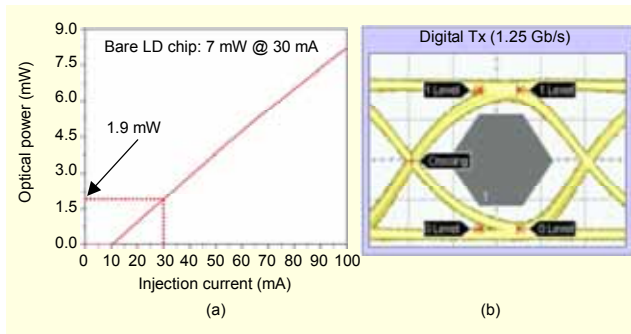 9.0
7.5
6.0
4.5
3.0
1.5
0.0
Optical power (mW)
Bare LD chip: 7 mW @ 30 mA
1.9 mW
0 10 20 30 40 50 60 70 80 90 100
Injection current (mA)
(a)
Digital Tx (1.25 Gb/s)
1 Level
1 Level
Crossing
1
0 Level
0 Level
(b)